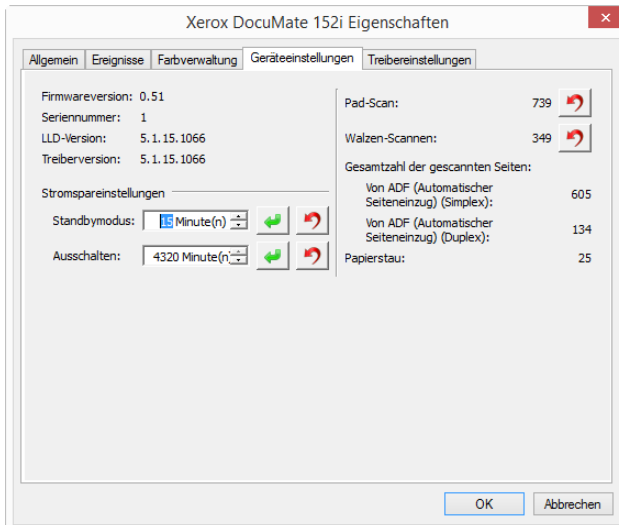 Xerox DocuMate 152i Eigenschaften
Allgemein Ereignisse Farbverwaltung Geräteeinstellungen Treibereinstellungen
Firmwareversion: 0.51
Seriennummer: 1
LLD-Version: 5.1.15.1066
Treiberversion: 5.1.15.1066
Stromspareinstellungen
Standbymodus: 15 Minute(n)
Ausschalten: 4320 Minute(n)
Pad-Scan: 739
Walzen-Scannen: 349
Gesamtzahl der gescannten Seiten:
Von ADF (Automatischer
Seiteneinzug) (Simplex): 605
Von ADF (Automatischer
Seiteneinzug) (Duplex): 134
Papierstau: 25
OK Abbrechen